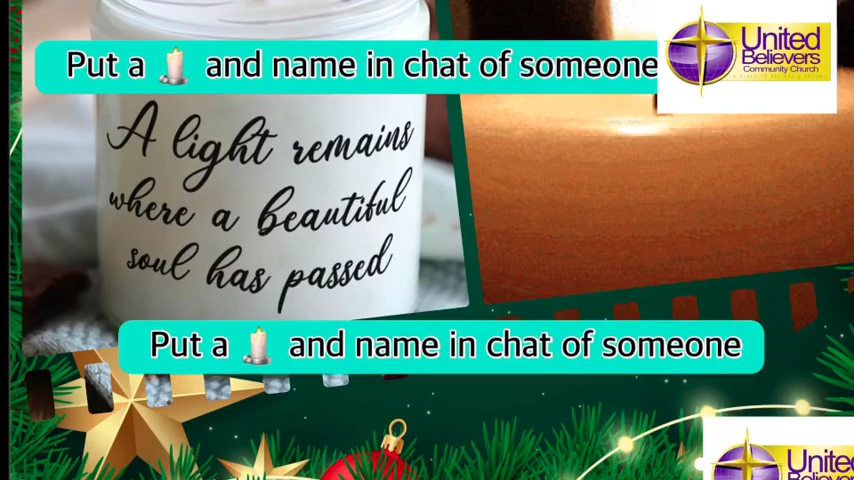 Put a 🕯️ and name in chat of someone
United
Believers
Community Church
A light remains
where a beautiful
soul has passed
Put a 🕯️ and name in chat of someone
United
Believers